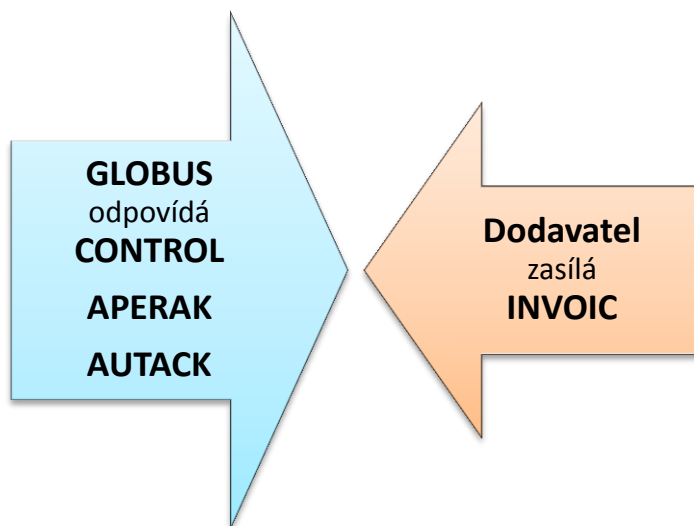 GLOBUS
odpovídá
CONTROL
APERAK
AUTACK
Dodavatel
zasílá
INVOIC